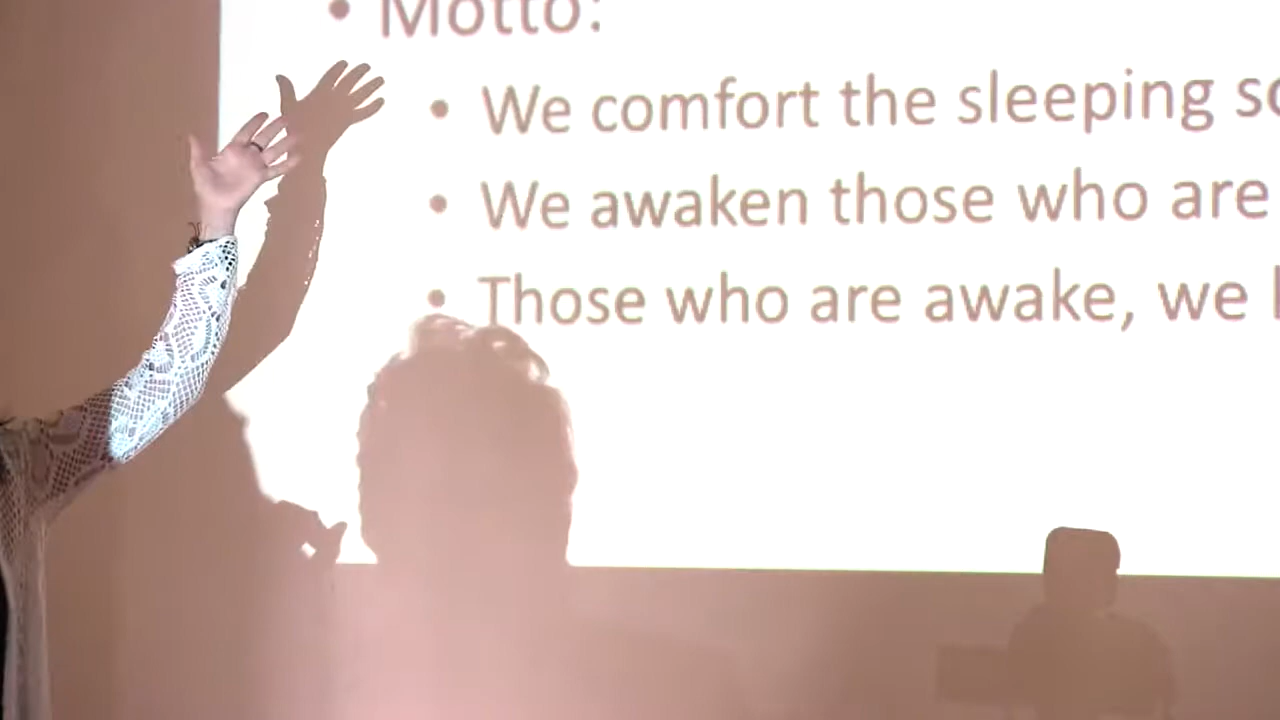 • Motto:
• We comfort the sleeping
• We awaken those who are
• Those who are awake, we